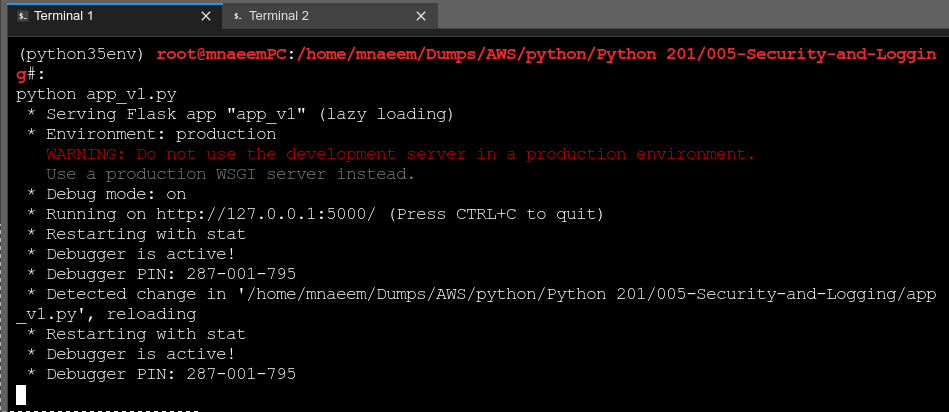 Terminal 1
Terminal 2
(python35env) root@mnaeemPC:/home/mnaeem/Dumps/AWS/python/Python 201/005-Security-and-Loggin
g#:
python app_v1.py
 * Serving Flask app "app_v1" (lazy loading)
 * Environment: production
   WARNING: Do not use the development server in a production environment.
   Use a production WSGI server instead.
 * Debug mode: on
 * Running on http://127.0.0.1:5000/ (Press CTRL+C to quit)
 * Restarting with stat
 * Debugger is active!
 * Debugger PIN: 287-001-795
 * Detected change in '/home/mnaeem/Dumps/AWS/python/Python 201/005-Security-and-Logging/app
_v1.py', reloading
 * Restarting with stat
 * Debugger is active!
 * Debugger PIN: 287-001-795